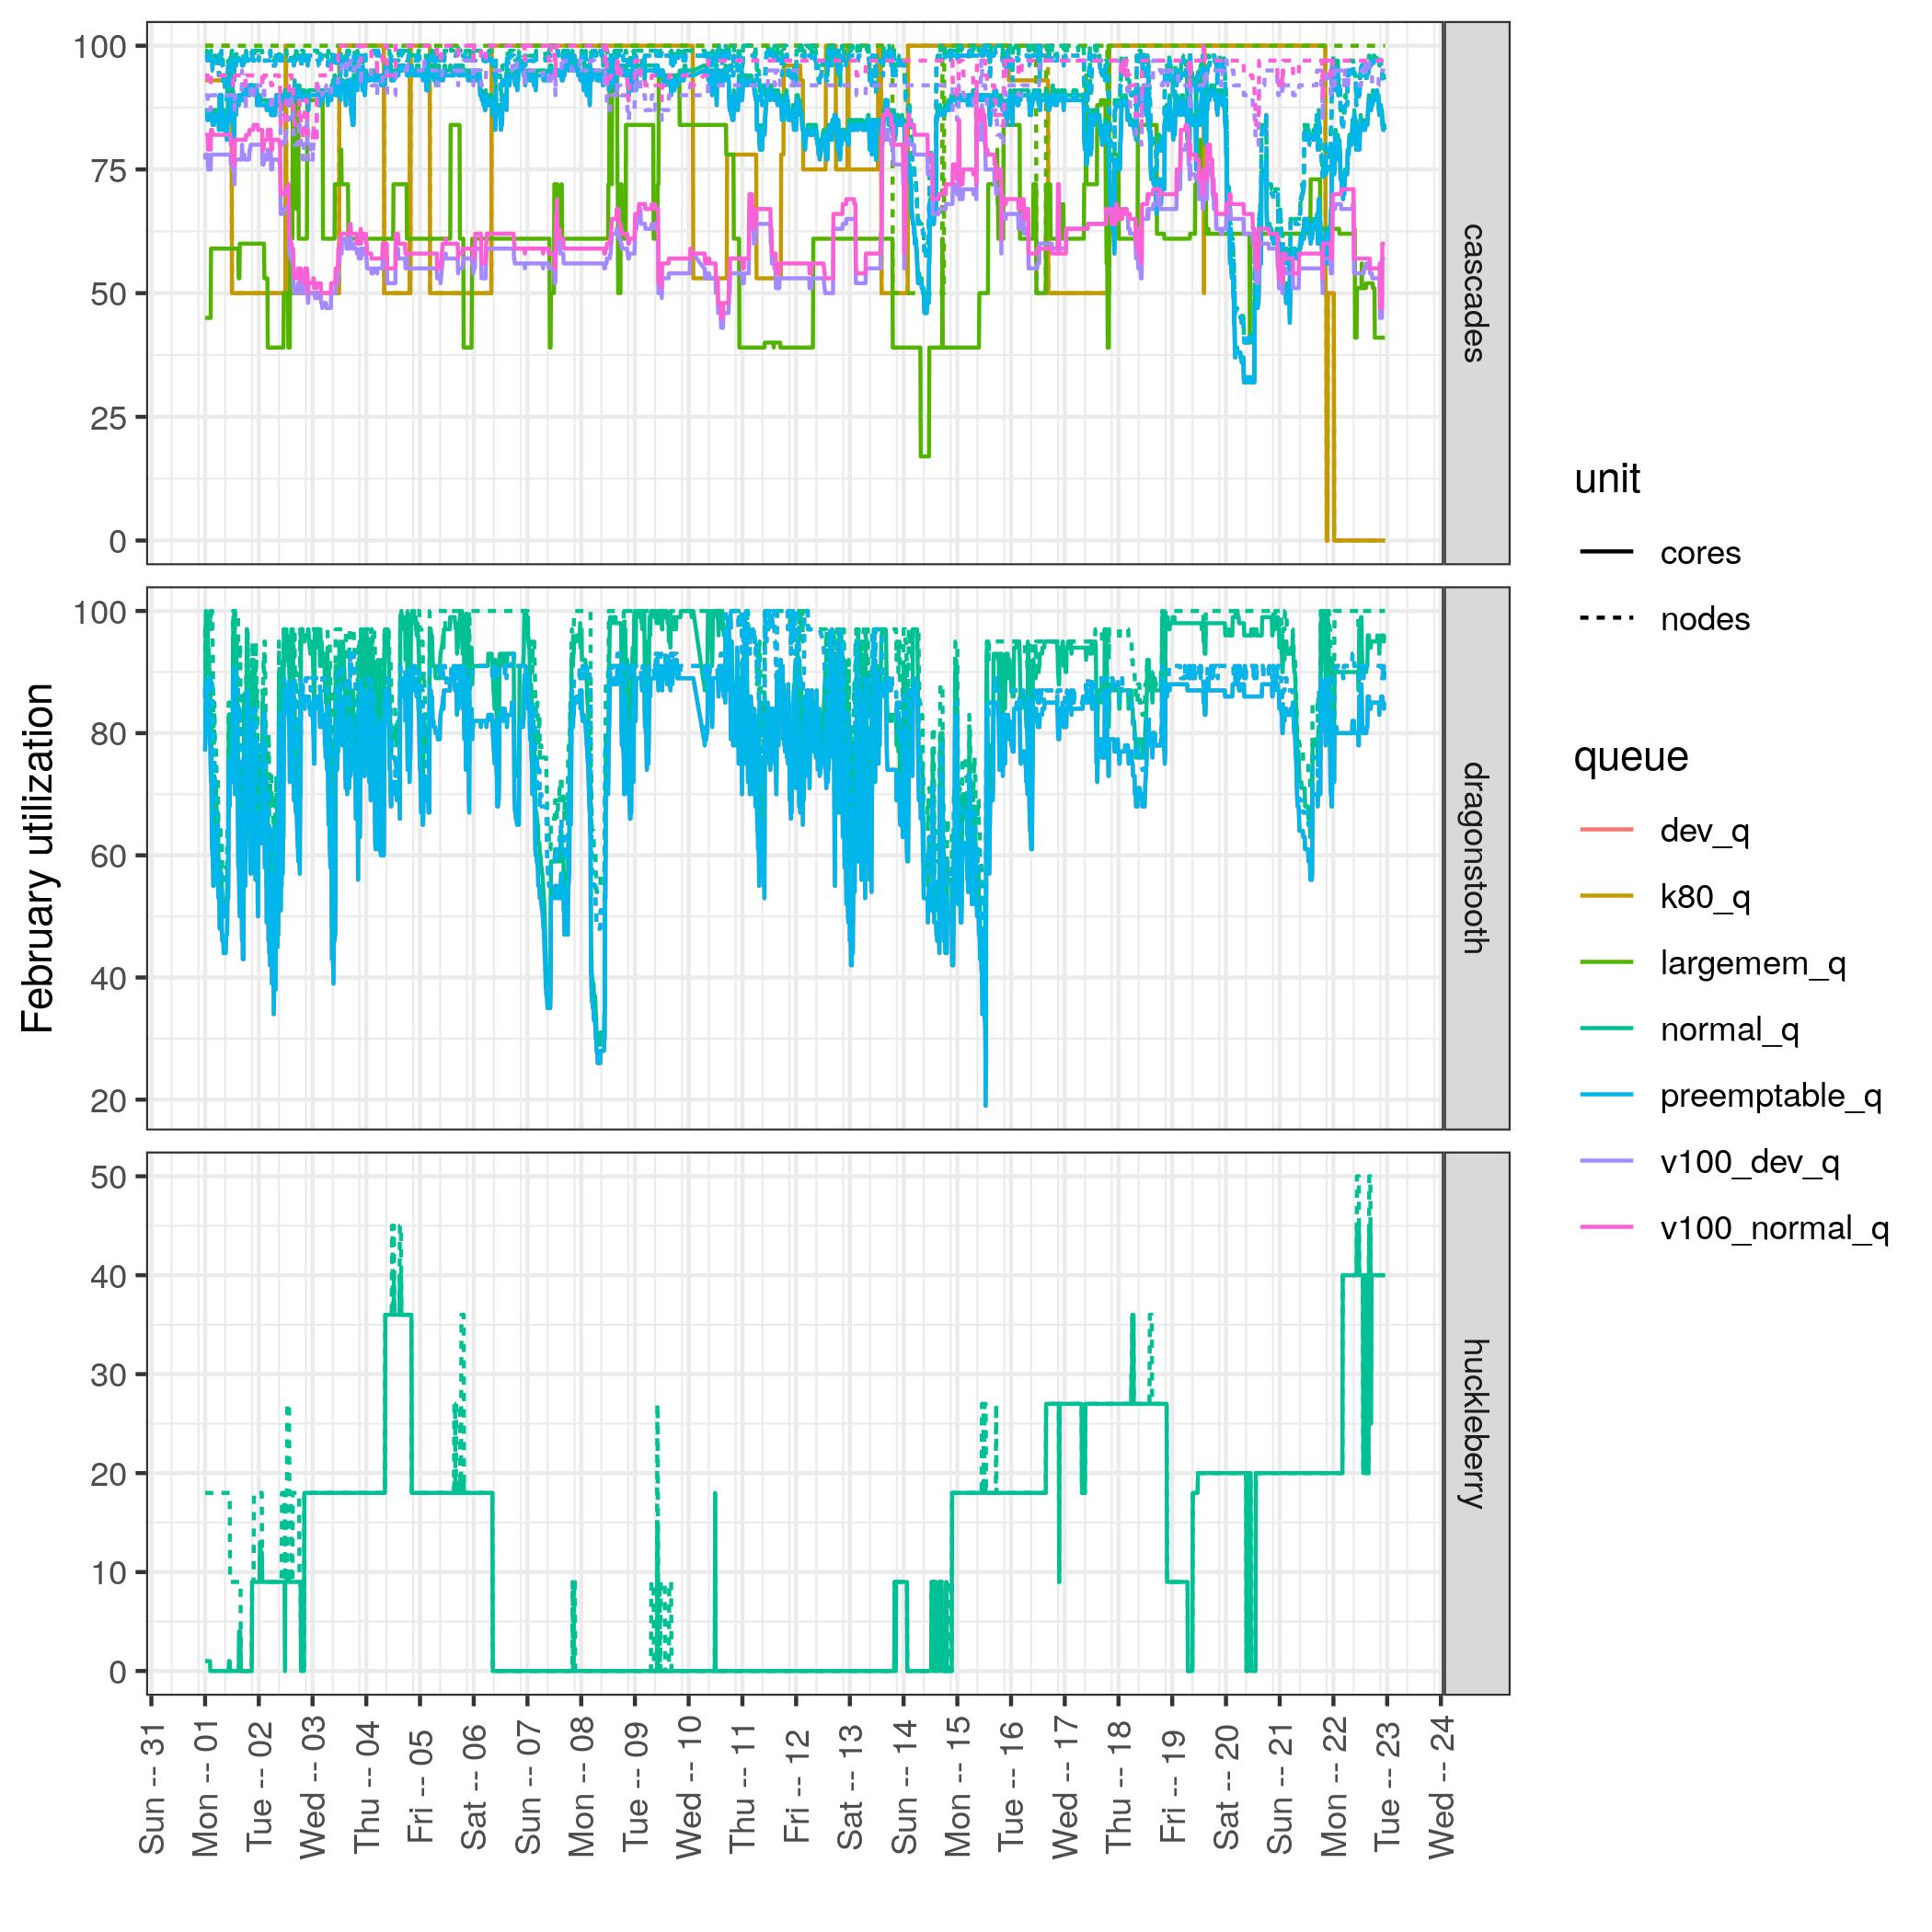 February utilization
100
75
50
25
0
cascades
100
80
60
40
20
dragonstooth
50
40
30
20
10
0
huckleberry
Sun -- 31
Mon -- 01
Tue -- 02
Wed -- 03
Thu -- 04
Fri -- 05
Sat -- 06
Sun -- 07
Mon -- 08
Tue -- 09
Wed -- 10
Thu -- 11
Fri -- 12
Sat -- 13
Sun -- 14
Mon -- 15
Tue -- 16
Wed -- 17
Thu -- 18
Fri -- 19
Sat -- 20
Sun -- 21
Mon -- 22
Tue -- 23
Wed -- 24
unit
cores
nodes
queue
dev_q
k80_q
largemem_q
normal_q
preemptable_q
v100_dev_q
v100_normal_q